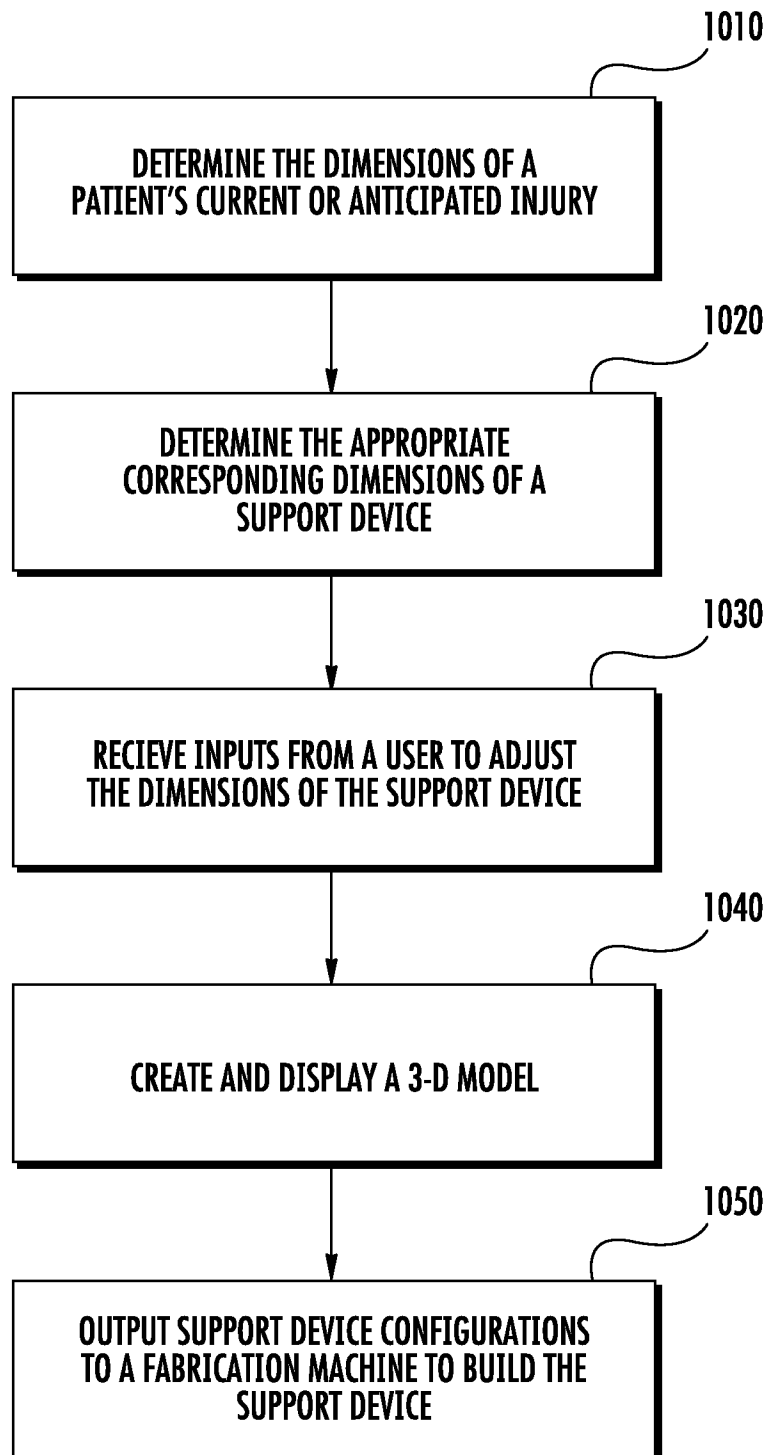 1010
DETERMINE THE DIMENSIONS OF A
PATIENT'S CURRENT OR ANTICIPATED INJURY
1020
DETERMINE THE APPROPRIATE
CORRESPONDING DIMENSIONS OF A
SUPPORT DEVICE
1030
RECIEVE INPUTS FROM A USER TO ADJUST
THE DIMENSIONS OF THE SUPPORT DEVICE
1040
CREATE AND DISPLAY A 3-D MODEL
1050
OUTPUT SUPPORT DEVICE CONFIGURATIONS
TO A FABRICATION MACHINE TO BUILD THE
SUPPORT DEVICE